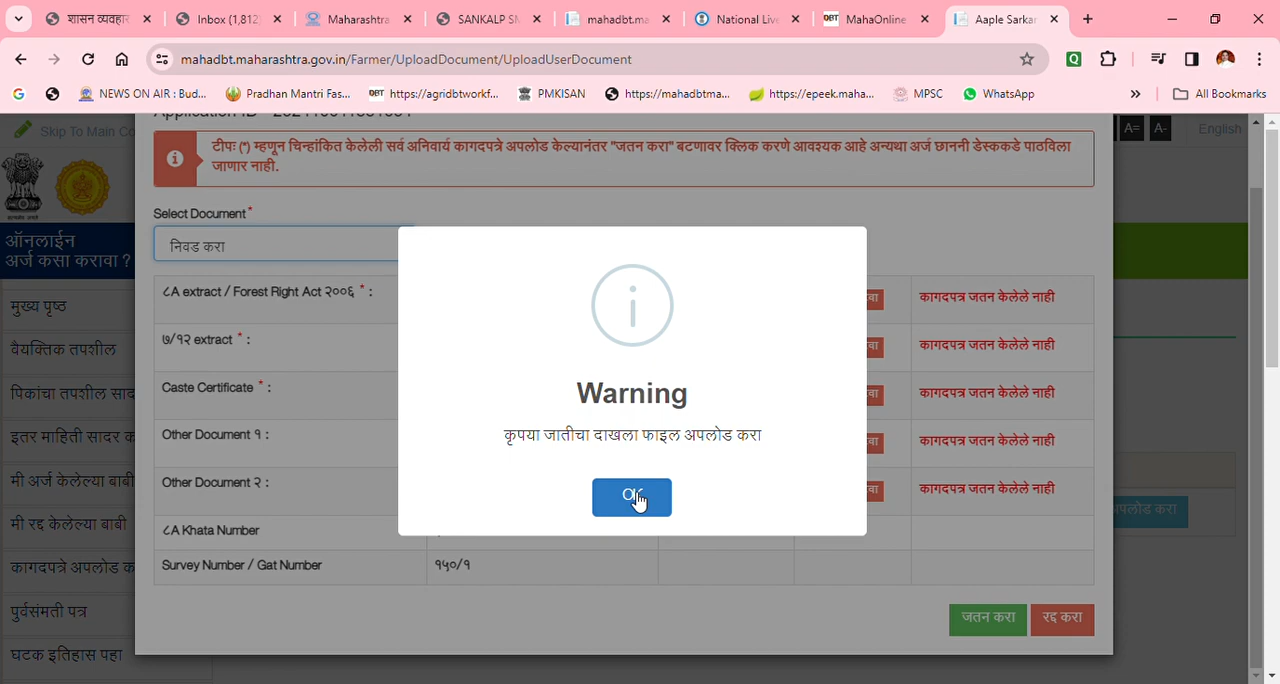 शासन व्यवहार
Inbox (1,812
Maharashtra
SANKALP SN
mahadbt.ma
National Live
DBT MahaOnline
Aaple Sarkar
mahadbt.maharashtra.gov.in/Farmer/UploadDocument/UploadUserDocument
NEWS ON AIR : Bud...
Pradhan Mantri Fas...
DBT https://agridbtworkf...
PMKISAN
https://mahadbtma...
https://epeek.maha...
MPSC
WhatsApp
All Bookmarks
Skip To Main Co
A=
A-
English
टीपः (*) म्हणून चिन्हांकित केलेली सर्व अनिवार्य कागदपत्रे अपलोड केल्यानंतर "जतन करा" बटणावर क्लिक करणे आवश्यक आहे अन्यथा अर्ज छाननी डेस्ककडे पाठविला
जाणार नाही.
Select Document*
निवड करा
ऑनलाईन
अर्ज कसा करावा ?
मुख्य पृष्ठ
वैयक्तिक तपशील
पिकांचा तपशील साद
इतर माहिती सादर क
मी अर्ज केलेल्या बाबी
मी रद्द केलेल्या बाबी
कागदपत्रे अपलोड क
पुर्वसंमती पत्र
घटक इतिहास पहा
८A extract / Forest Right Act २००६ * :
कागदपत्र जतन केलेले नाही
७/१२ extract * :
कागदपत्र जतन केलेले नाही
Caste Certificate * :
कागदपत्र जतन केलेले नाही
Other Document १ :
कागदपत्र जतन केलेले नाही
Other Document २ :
कागदपत्र जतन केलेले नाही
८A Khata Number
Survey Number / Gat Number
१५०/१
Warning
कृपया जातीचा दाखला फाइल अपलोड करा
OK
अपलोड करा
जतन करा
रद्द करा